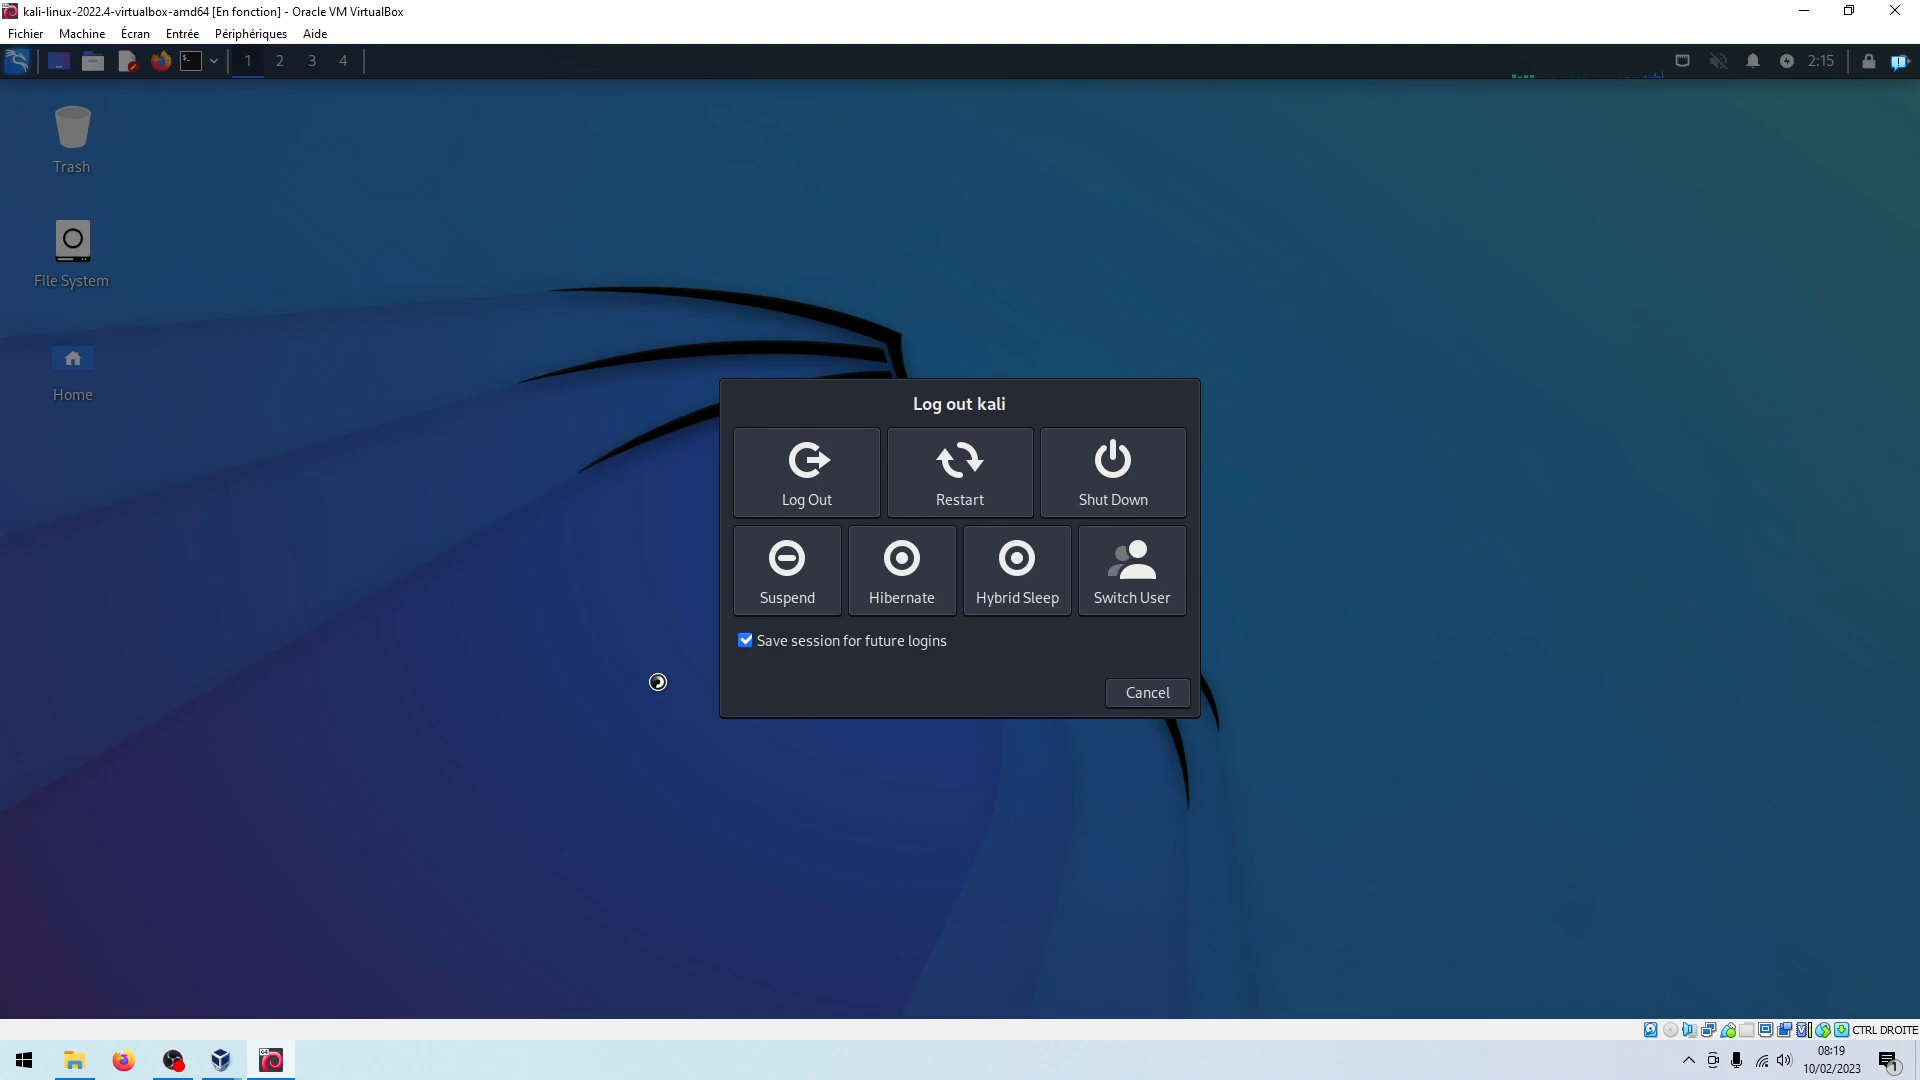 kali-linux-2022.4-virtualbox-amd64 [En fonction] - Oracle VM VirtualBox
Fichier Machine Écran Entrée Périphériques Aide
1 2 3 4 2:15
Trash
File System
Home
Log out kali
Log Out Restart Shut Down
Suspend Hibernate Hybrid Sleep Switch User
Save session for future logins
Cancel
CTRL DROITE
08:19
10/02/2023
1